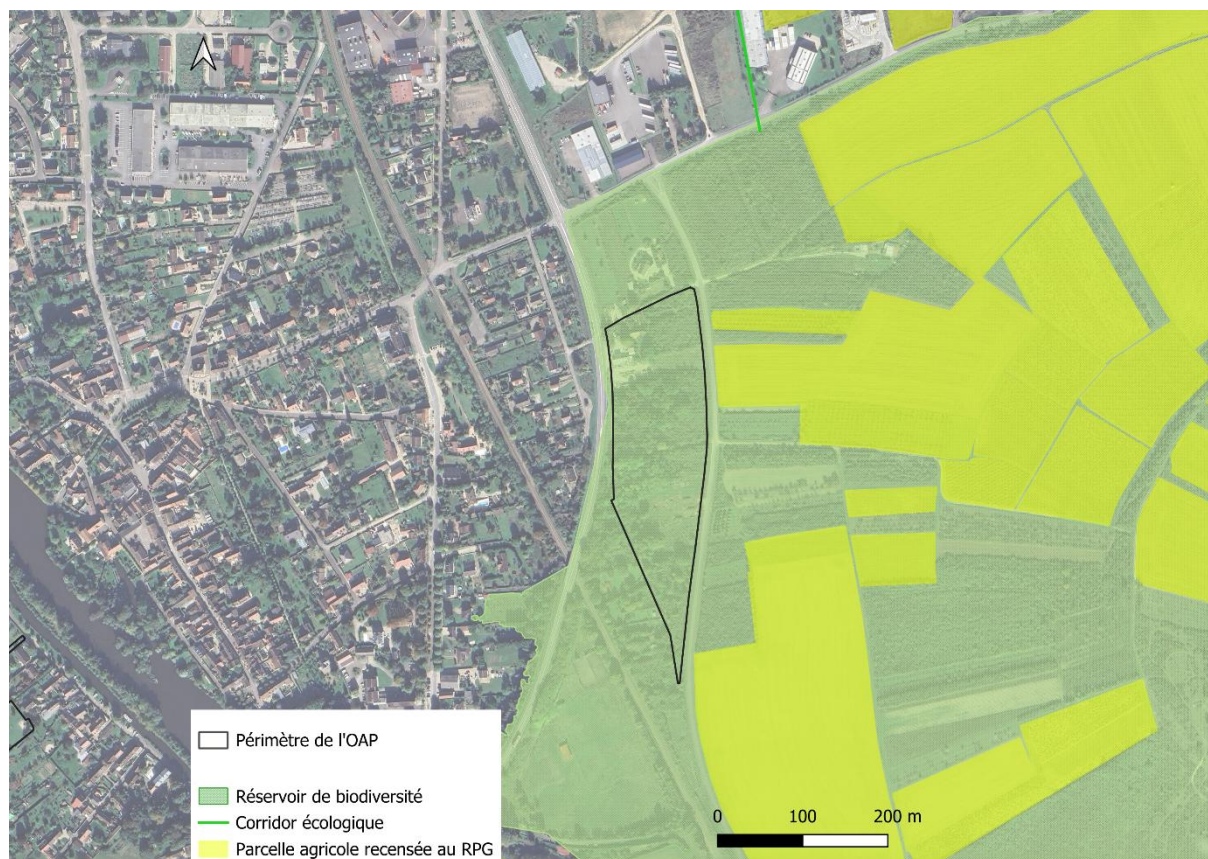 Périmètre de l'OAP
Réservoir de biodiversité
Corridor écologique
Parcelle agricole recensée au RPG
0 100 200 m